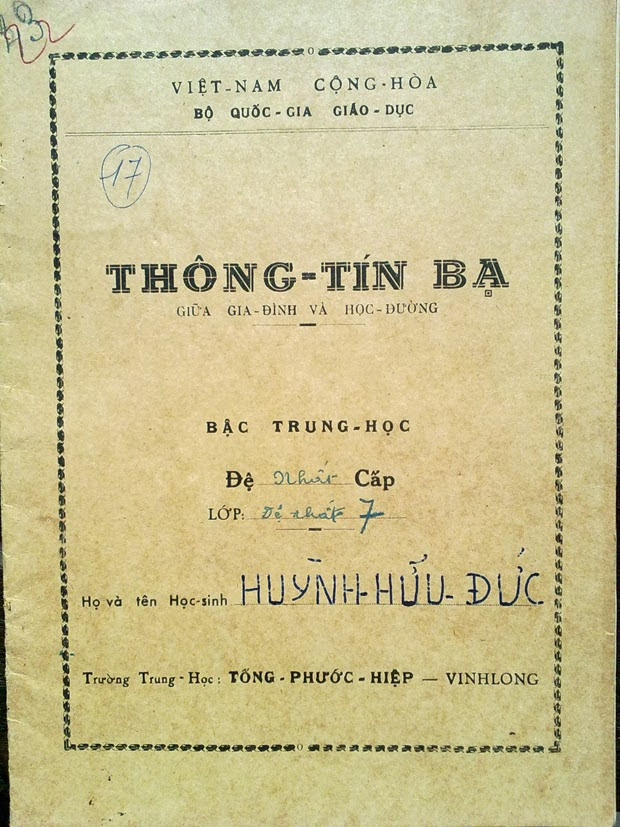 VIỆT-NAM CỘNG-HÒA
BỘ QUỐC-GIA GIÁO-DỤC
17
THÔNG-TÍN BẠ
GIỮA GIA-ĐÌNH VÀ HỌC-ĐƯỜNG
BẬC TRUNG-HỌC
Đệ Nhất Cấp
LỚP: Đệ thất 7
Họ và tên Học-sinh HUỲNH-HỮU-ĐỨC
Trường Trung-Học: TỐNG-PHƯỚC-HIỆP — VINHLONG